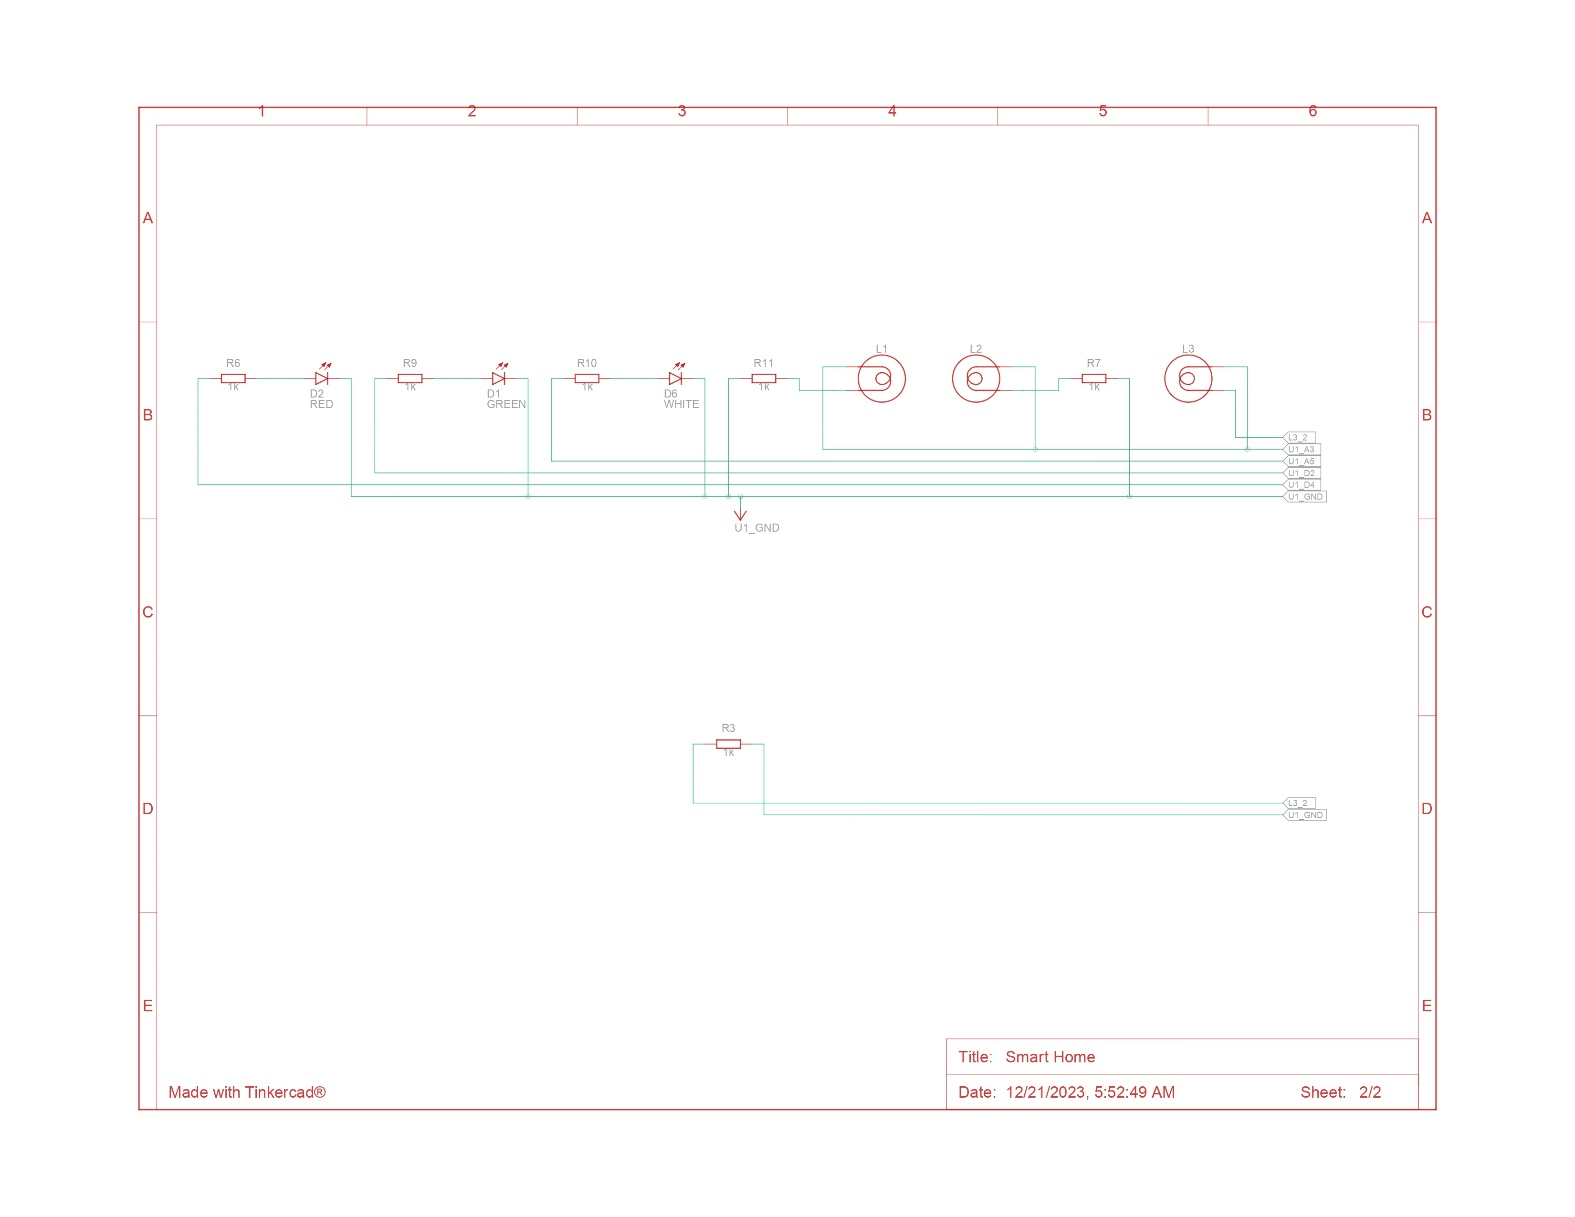 1 2 3 4 5 6
A A
R6 R9 R10 R11 L1 L2 R7 L3
1k 1k 1k 1k 1k
D2 D1 D6
RED GREEN WHITE
B B
L3_2
U1_A3
U1_A5
U1_D2
U1_D4
U1_GND
U1_GND
C C
R3
1k
L3_2
D D
U1_GND
E E
Title: Smart Home
Made with Tinkercad®
Date: 12/21/2023, 5:52:49 AM Sheet: 2/2